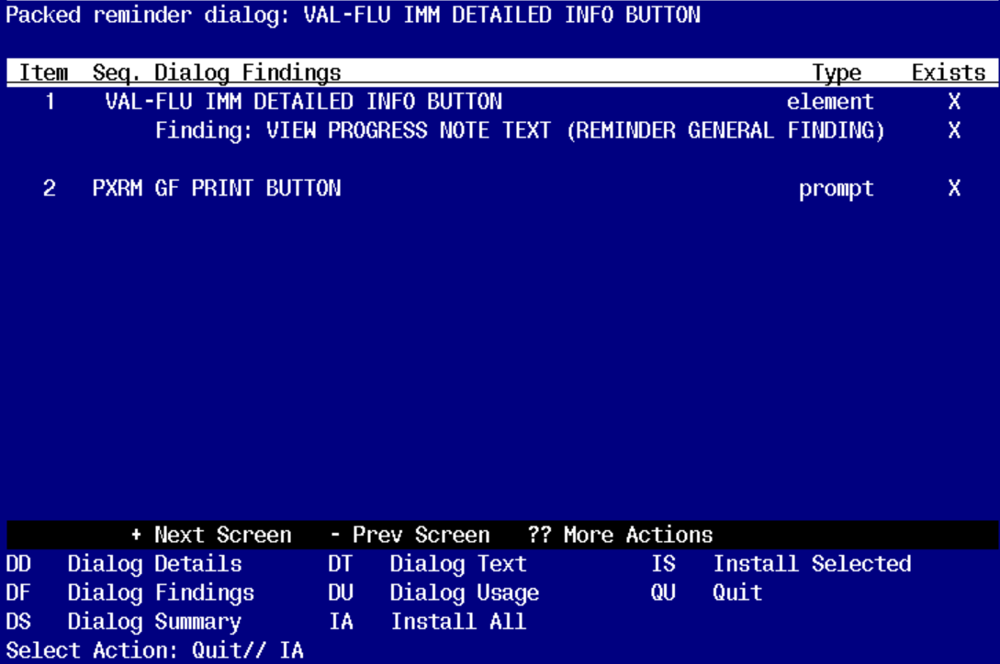 Packed reminder dialog: VAL-FLU IMM DETAILED INFO BUTTON
Item Seq. Dialog Findings Type Exists
1 VAL-FLU IMM DETAILED INFO BUTTON element X
Finding: VIEW PROGRESS NOTE TEXT (REMINDER GENERAL FINDING) X
2 PXRM GF PRINT BUTTON prompt X
+ Next Screen - Prev Screen ?? More Actions
DD Dialog Details DT Dialog Text IS Install Selected
DF Dialog Findings DU Dialog Usage QU Quit
DS Dialog Summary IA Install All
Select Action: Quit// IA